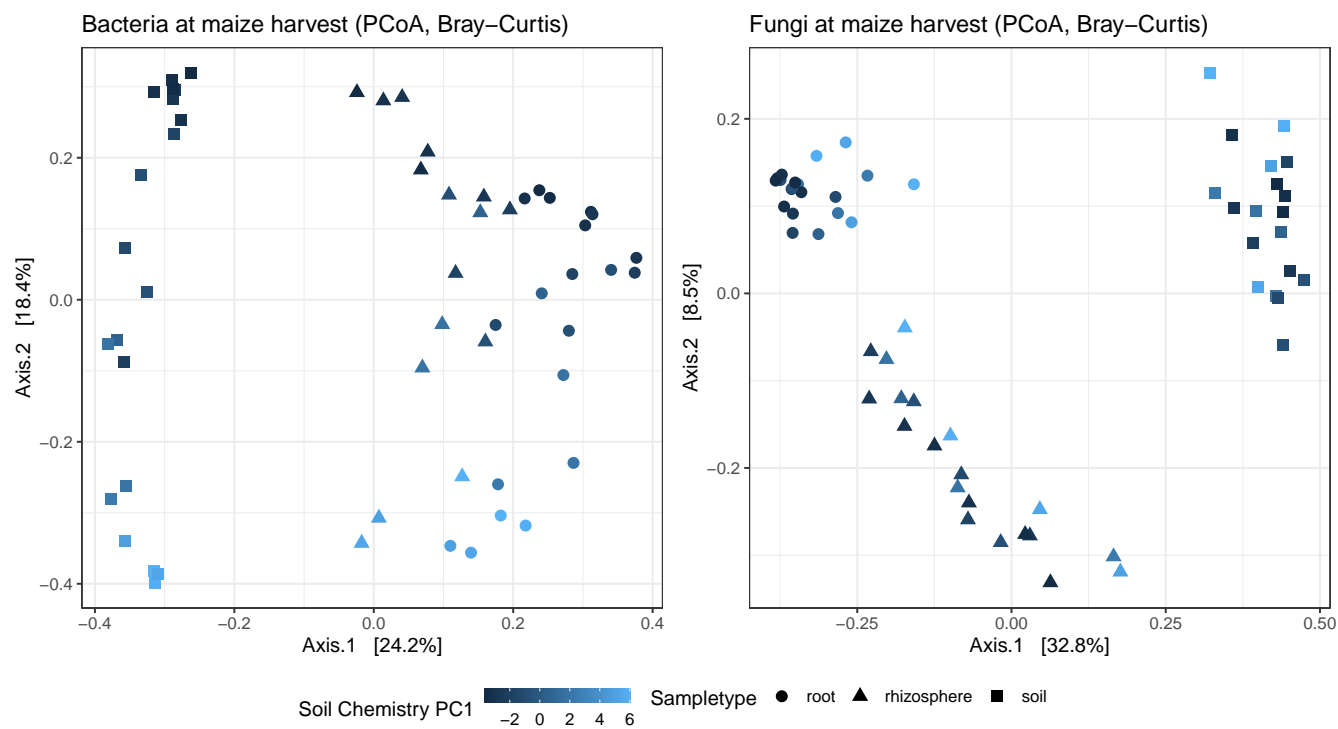 Bacteria at maize harvest (PCoA, Bray−Curtis)
Axis.2 [18.4%]
0.2
0.0
−0.2
−0.4
−0.4 −0.2 0.0 0.2 0.4
Axis.1 [24.2%]
Fungi at maize harvest (PCoA, Bray−Curtis)
Axis.2 [8.5%]
0.2
0.0
−0.2
−0.25 0.00 0.25 0.50
Axis.1 [32.8%]
Soil Chemistry PC1
−2 0 2 4 6
Sampletype root rhizosphere soil